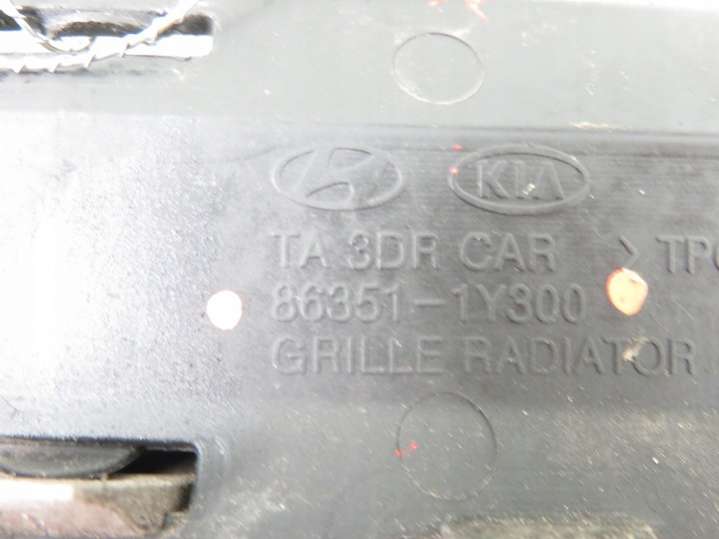 KIA
TA 3DR CAR >
86351-1Y300
GRILLE RADIATOR